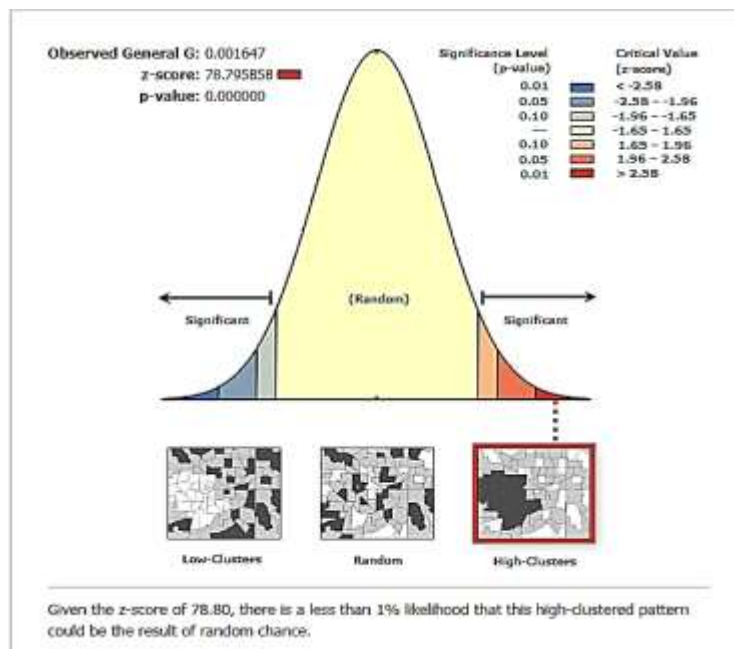 Observed General G: 0.001647
z-score: 78.795858
p-value: 0.000000
Significance Level
(p-value)
Critical Value
(z-score)
0.01 < -2.58
0.05 -2.58 - -1.96
0.10 -1.96 - -1.65
— -1.65 - 1.65
0.10 1.65 - 1.96
0.05 1.96 - 2.58
0.01 > 2.58
(Random)
Significant
Significant
Low-Clusters
Random
High-Clusters
Given the z-score of 78.80, there is a less than 1% likelihood that this high-clustered pattern
could be the result of random chance.